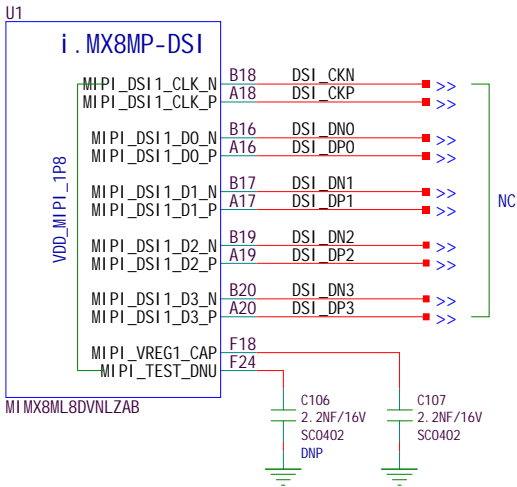 U1
i.MX8MP-DSI
MIPI_DSI1_CLK_N B18 DSI_CKN >>
MIPI_DSI1_CLK_P A18 DSI_CKP >>
MIPI_DSI1_D0_N B16 DSI_DN0 >>
MIPI_DSI1_D0_P A16 DSI_DP0 >>
VDD_MIPI_1P8
MIPI_DSI1_D1_N B17 DSI_DN1 >>
MIPI_DSI1_D1_P A17 DSI_DP1 >>
NC
MIPI_DSI1_D2_N B19 DSI_DN2 >>
MIPI_DSI1_D2_P A19 DSI_DP2 >>
MIPI_DSI1_D3_N B20 DSI_DN3 >>
MIPI_DSI1_D3_P A20 DSI_DP3 >>
MIPI_VREG1_CAP F18
MIPI_TEST_DNU F24
MIMX8ML8DVNLZAB
C106
2.2NF/16V
SC0402
DNP
C107
2.2NF/16V
SC0402